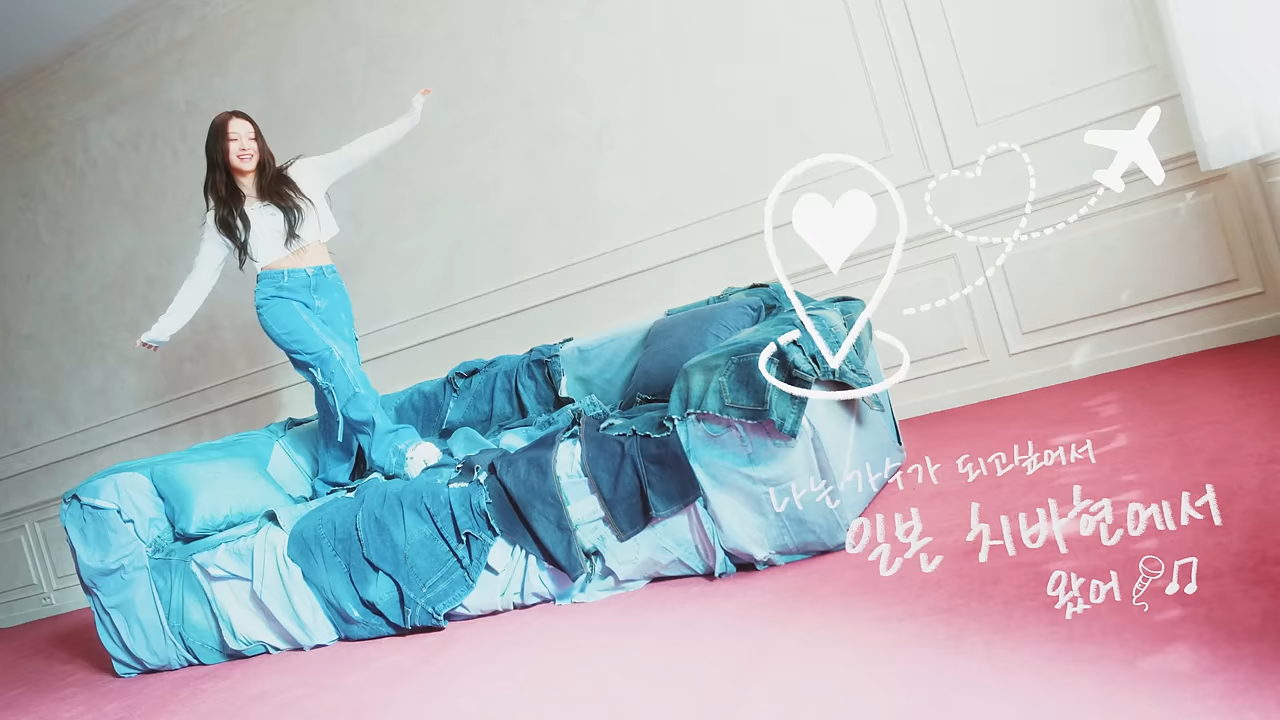 나는 가수가 되고싶어서
일본 치바현에서
왔어